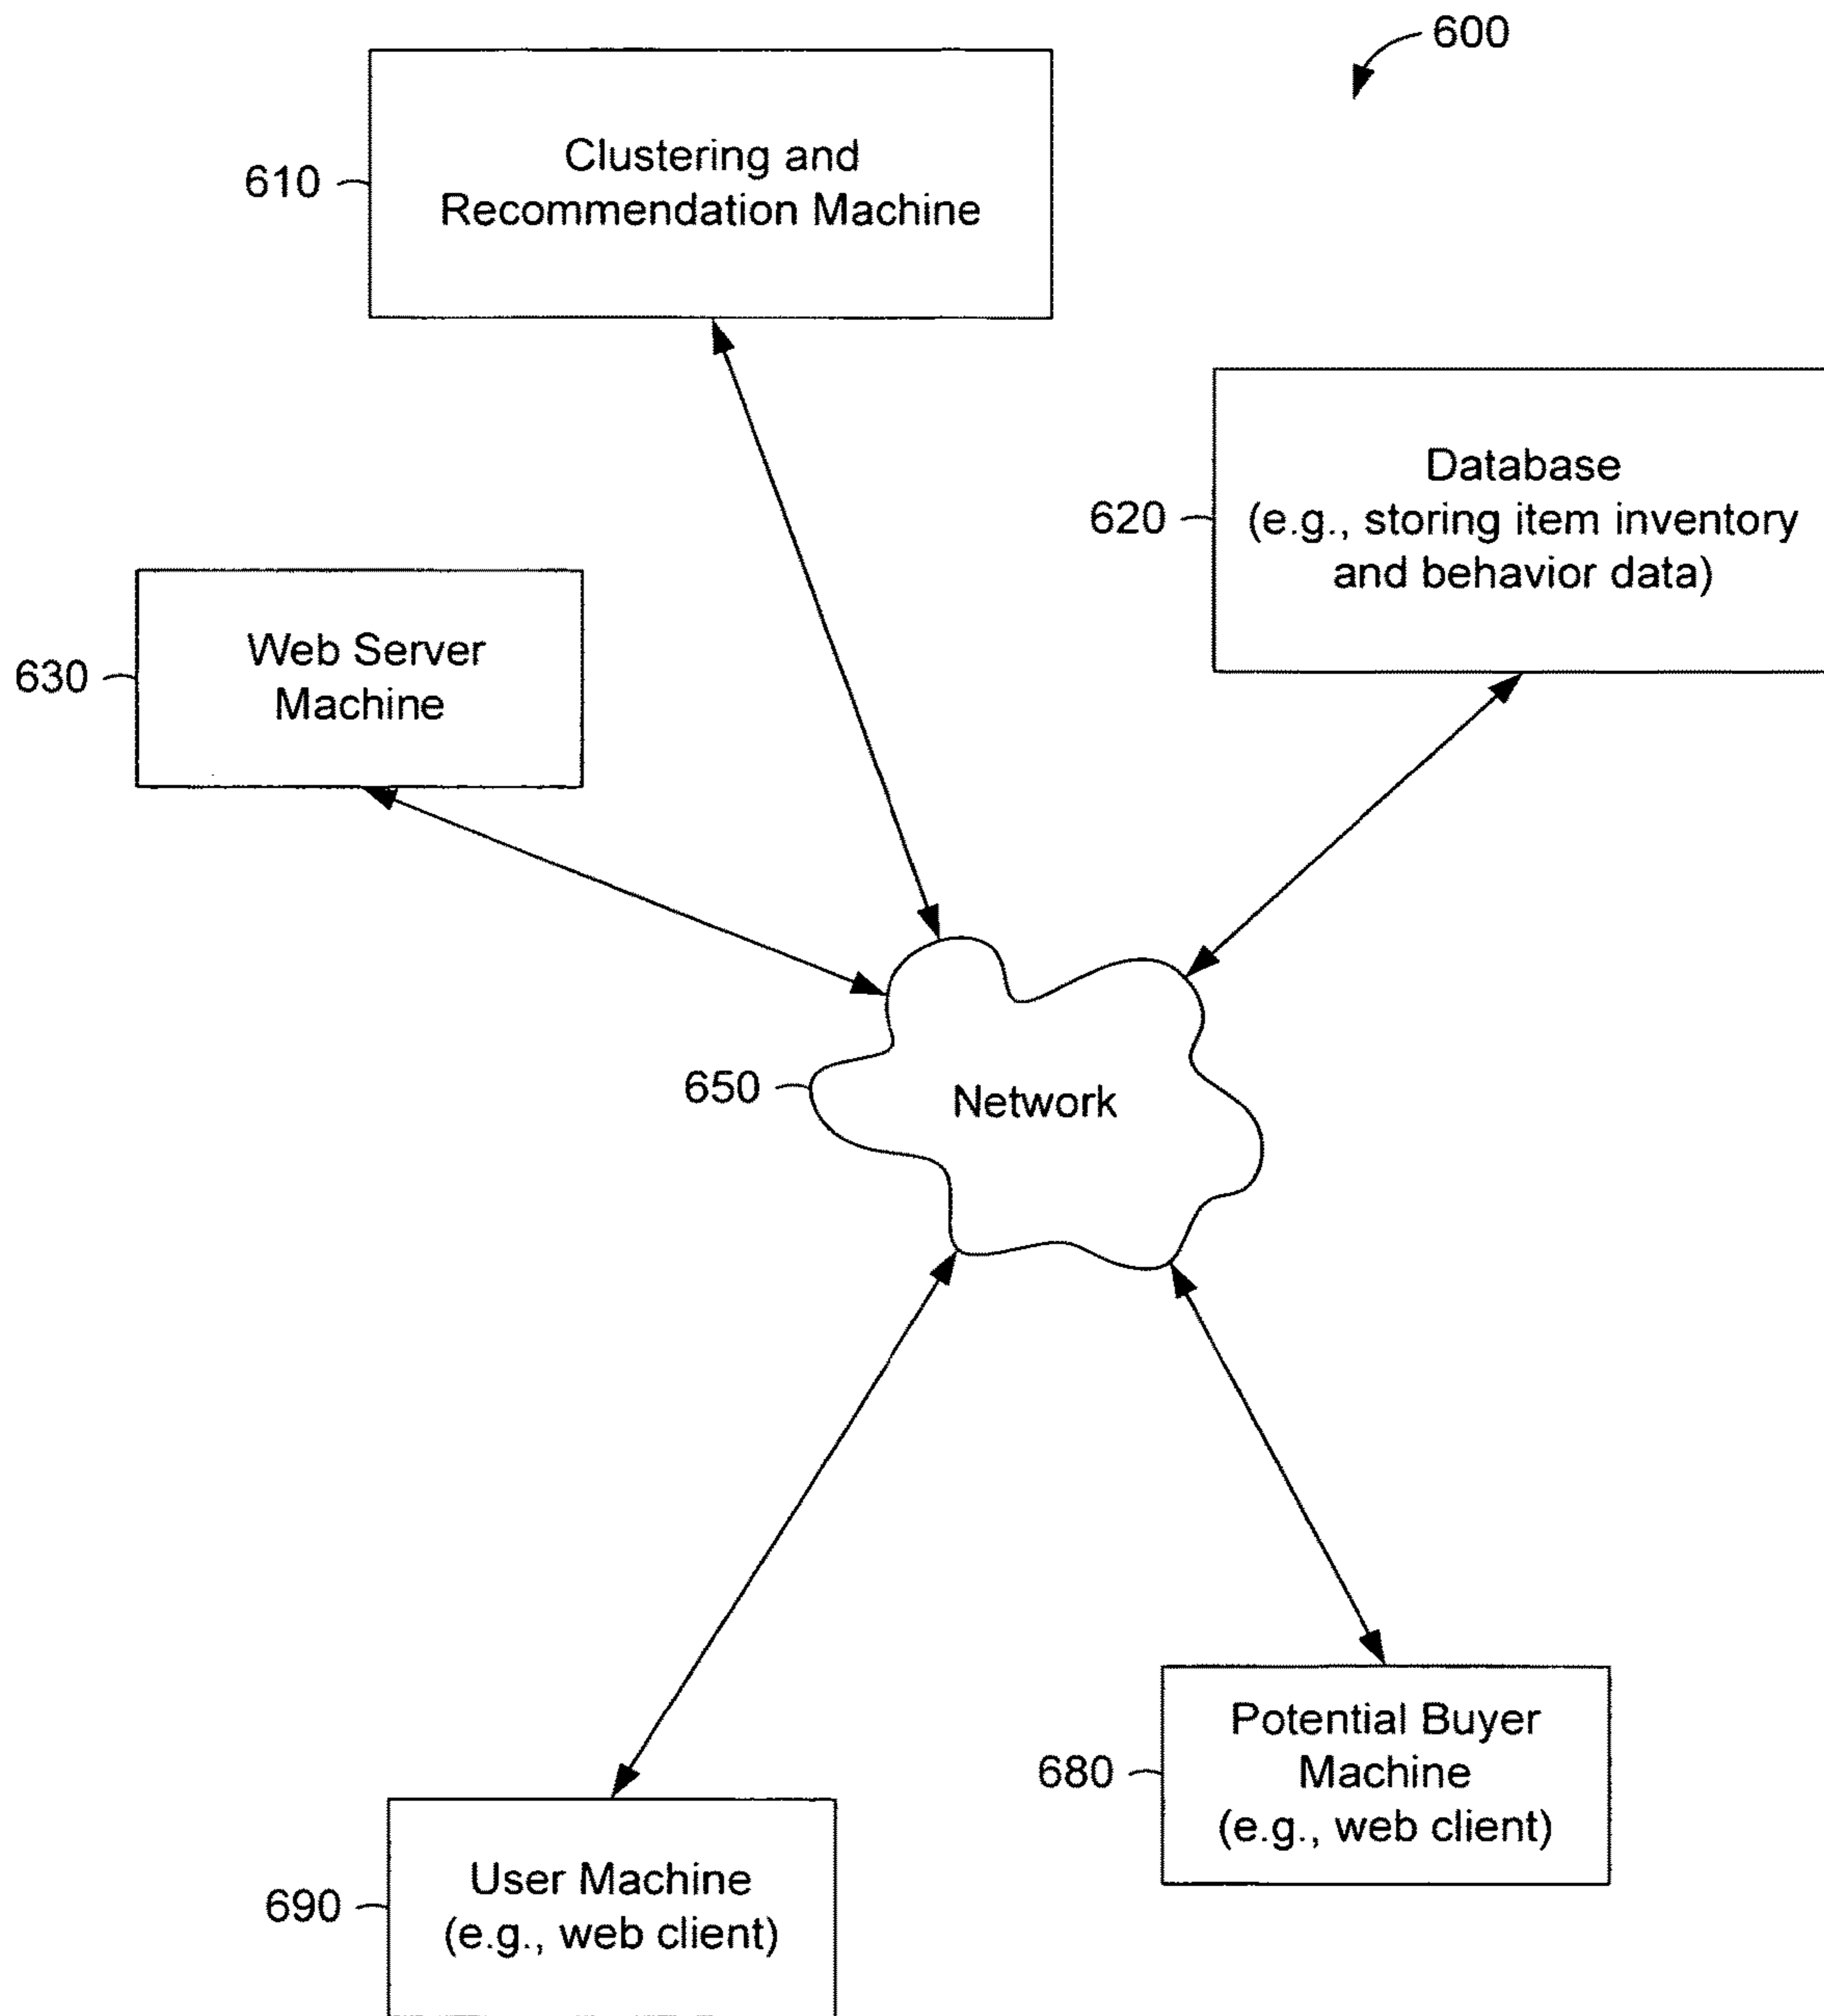 600
Clustering and
Recommendation Machine
610
Database
(e.g., storing item inventory
and behavior data)
620
Web Server
Machine
630
650
Network
Potential Buyer
Machine
(e.g., web client)
680
User Machine
(e.g., web client)
690